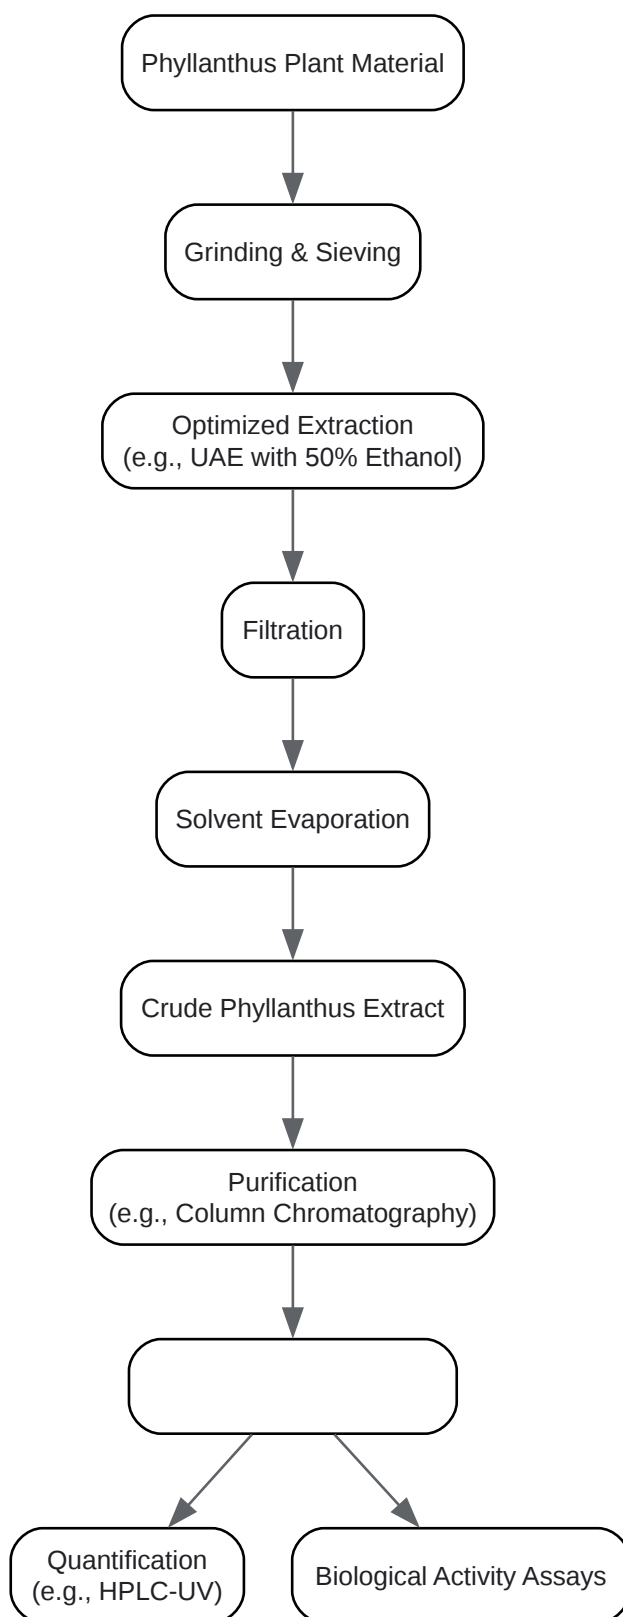 Phyllanthus Plant Material
Grinding & Sieving
Optimized Extraction
(e.g., UAE with 50% Ethanol)
Filtration
Solvent Evaporation
Crude Phyllanthus Extract
Purification
(e.g., Column Chromatography)
Quantification
(e.g., HPLC-UV)
Biological Activity Assays